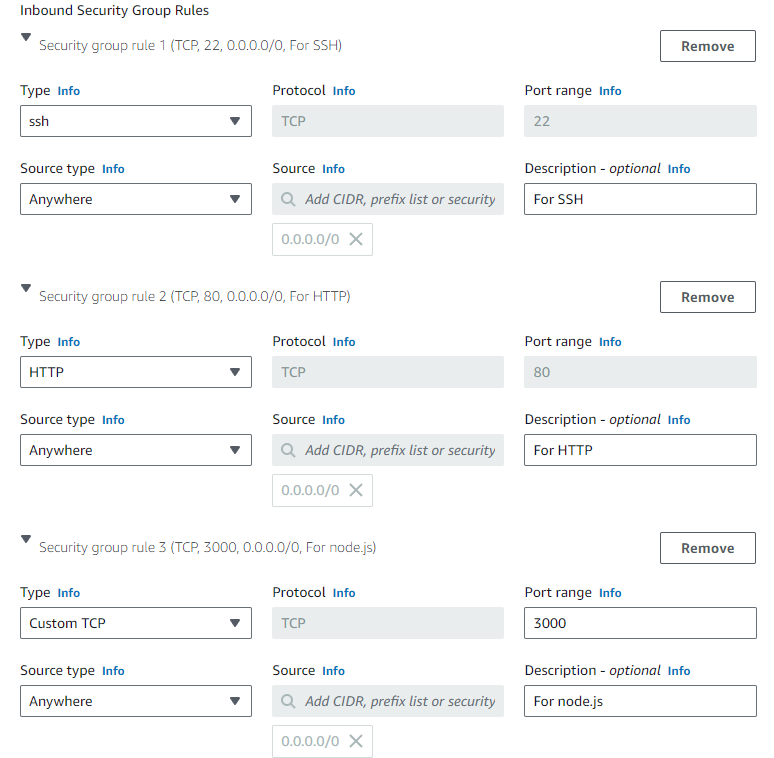 Inbound Security Group Rules
Security group rule 1 (TCP, 22, 0.0.0.0/0, For SSH)
Remove
Type Info
Protocol Info
Port range Info
ssh
TCP
22
Source type Info
Source Info
Description - optional Info
Anywhere
Add CIDR, prefix list or security
For SSH
0.0.0.0/0
Security group rule 2 (TCP, 80, 0.0.0.0/0, For HTTP)
Remove
Type Info
Protocol Info
Port range Info
HTTP
TCP
80
Source type Info
Source Info
Description - optional Info
Anywhere
Add CIDR, prefix list or security
For HTTP
0.0.0.0/0
Security group rule 3 (TCP, 3000, 0.0.0.0/0, For node.js)
Remove
Type Info
Protocol Info
Port range Info
Custom TCP
TCP
3000
Source type Info
Source Info
Description - optional Info
Anywhere
Add CIDR, prefix list or security
For node.js
0.0.0.0/0